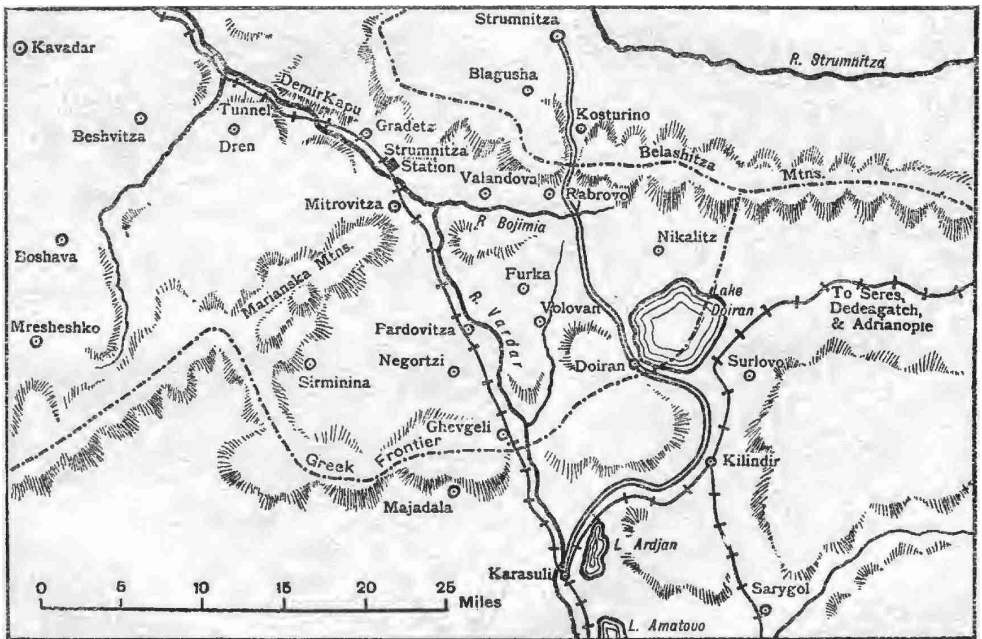 Strumnitza
Kavadar
R. Strumnitza
Blagusha
Demir Kapu
Tunnel
Kosturino
Beshvitza
Gradetz
Dren
Strumnitza
Station
Belashitza
Mtns.
Valandova
Rabrovo
Mitrovitza
R. Bojimia
Nikalitz
Boshava
Marianska Mtns.
Furka
Lake
Doiran
To Seres,
Dedeagatch,
& Adrianople
R. Vardar
Volovan
Mresheshko
Fardovitza
Negortzi
Doiran
Surlovo
Sirminina
Ghevgeli
Greek Frontier
Kilindir
Majadala
L. Ardjan
Karasuli
0 5 10 15 20 25
Miles
Sarygol
L. Amatovo